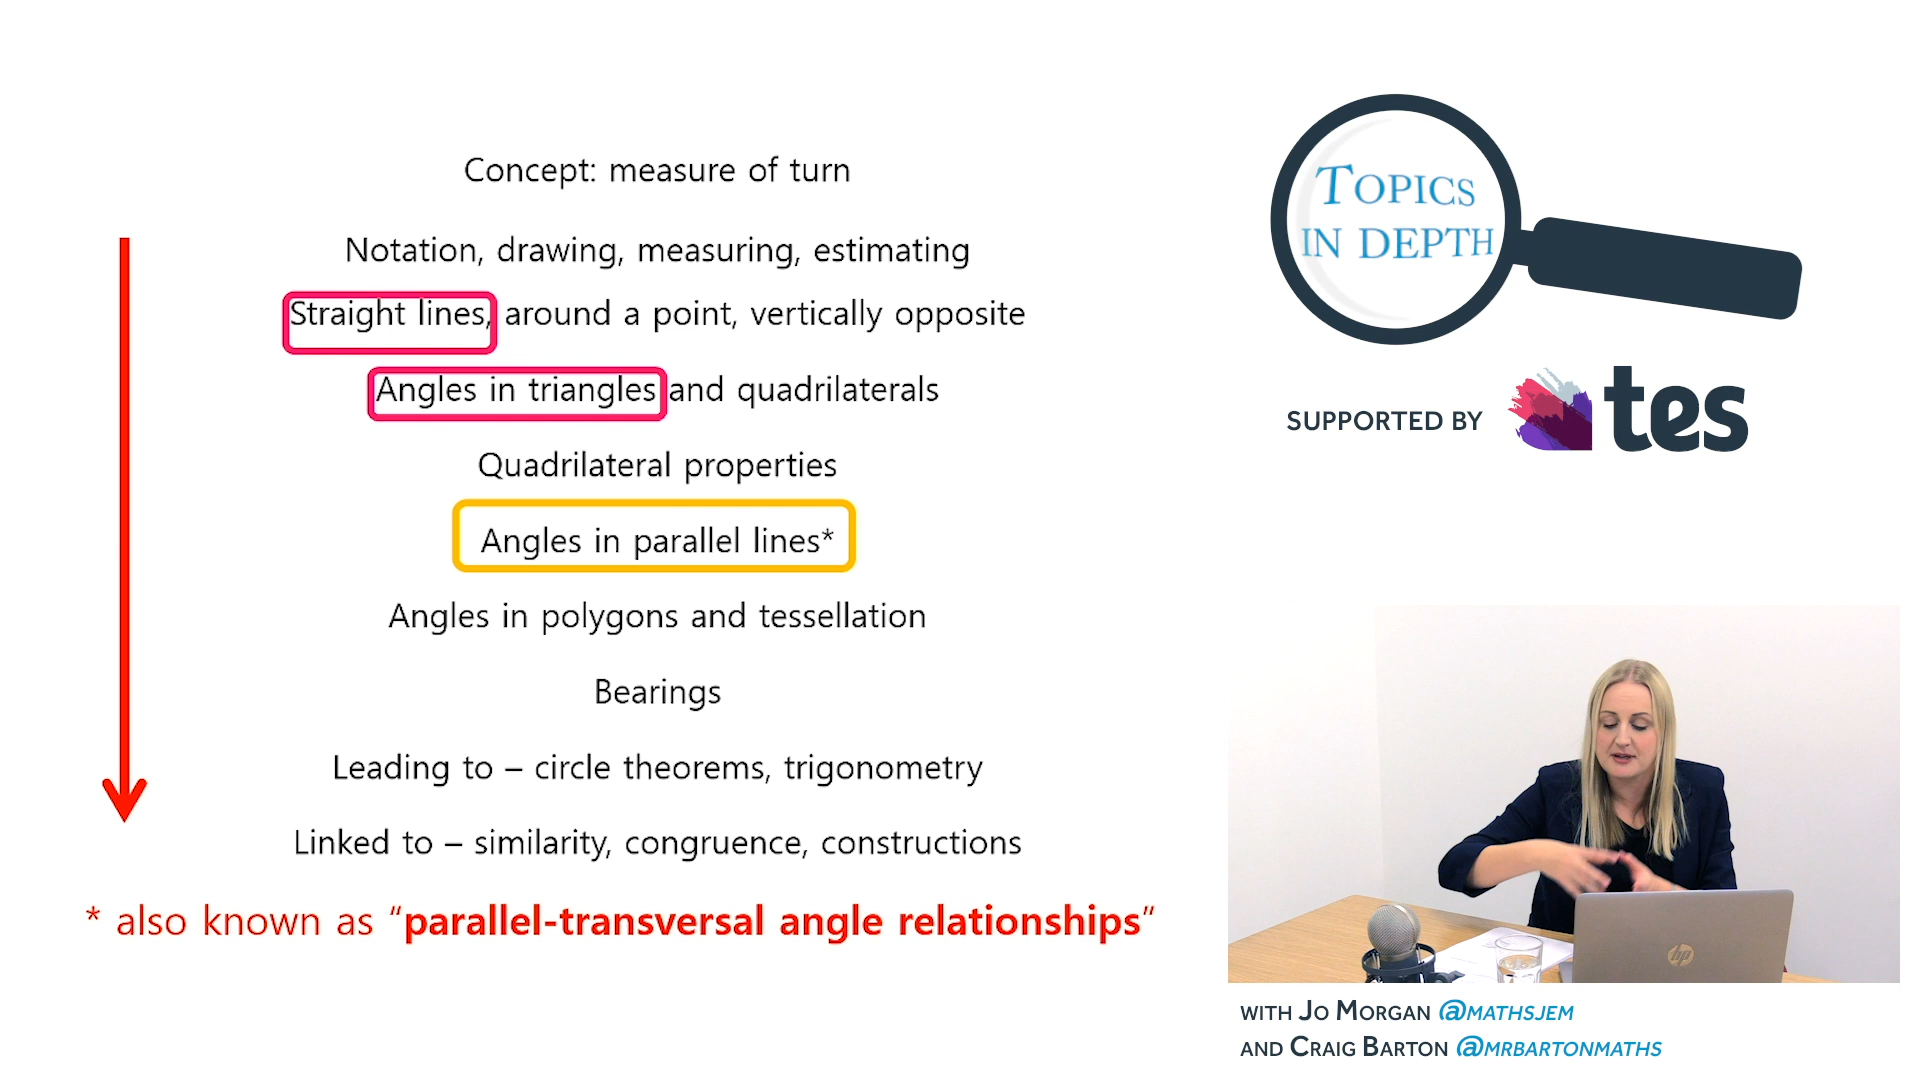 Concept: measure of turn
Notation, drawing, measuring, estimating
Straight lines, around a point, vertically opposite
Angles in triangles and quadrilaterals
Quadrilateral properties
Angles in parallel lines*
Angles in polygons and tessellation
Bearings
Leading to – circle theorems, trigonometry
Linked to – similarity, congruence, constructions
* also known as “parallel-transversal angle relationships”
TOPICS
IN DEPTH
SUPPORTED BY tes
hp
WITH JO MORGAN @MATHSJEM
AND CRAIG BARTON @MRBARTONMATHS